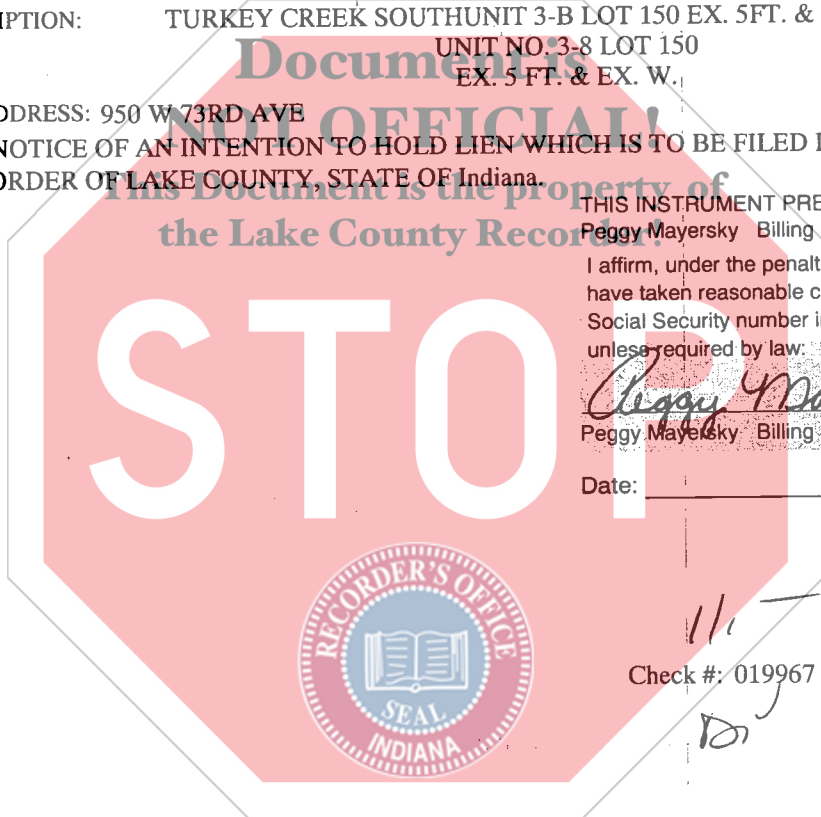 IPTION: TURKEY CREEK SOUTHUNIT 3-B LOT 150 EX. 5FT. &
UNIT NO. 3-8 LOT 150
EX. 5 FT. & EX. W.
DDRESS: 950 W 73RD AVE
NOTICE OF AN INTENTION TO HOLD LIEN WHICH IS TO BE FILED I
ORDER OF LAKE COUNTY, STATE OF Indiana.
Document is
NOT OFFICIAL!
This Document is the property of
the Lake County Recorder!
THIS INSTRUMENT PRE
Peggy Mayersky Billing
I affirm, under the penalt
have taken reasonable c
Social Security number i
unless required by law:
Peggy
Peggy Mayersky Billing
Date:
STOP
RECORDER'S OFFICE
SEAL
INDIANA
11.
Check #: 019967